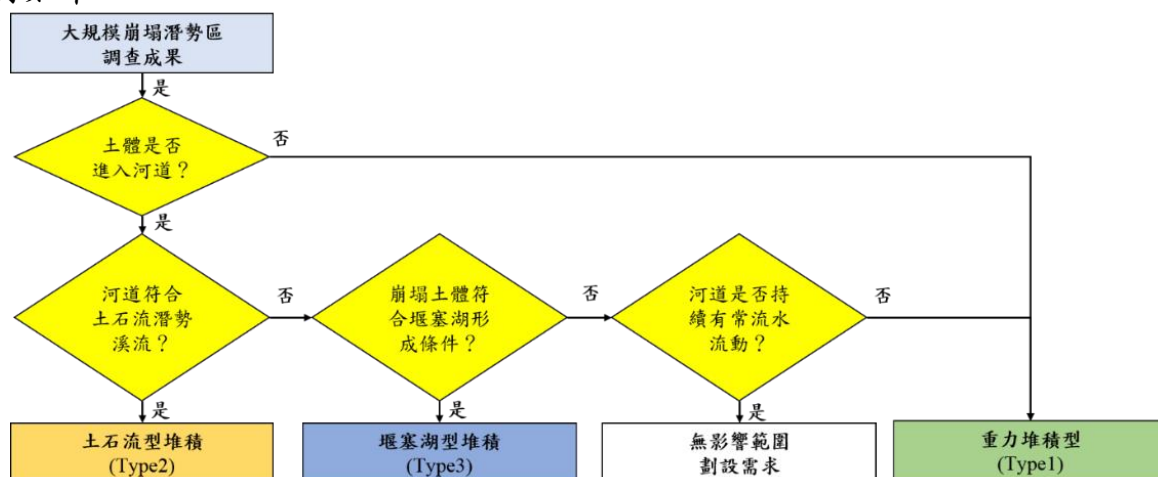 大規模崩塌潛勢區
調查成果
是
土體是否
進入河道？
否
是
河道符合
土石流潛勢
溪流？
否
崩塌土體符
合堰塞湖形
成條件？
否
河道是否持
續有常流水
流動？
否
是
是
是
土石流型堆積
(Type2)
堰塞湖型堆積
(Type3)
無影響範圍
劃設需求
重力堆積型
(Type1)